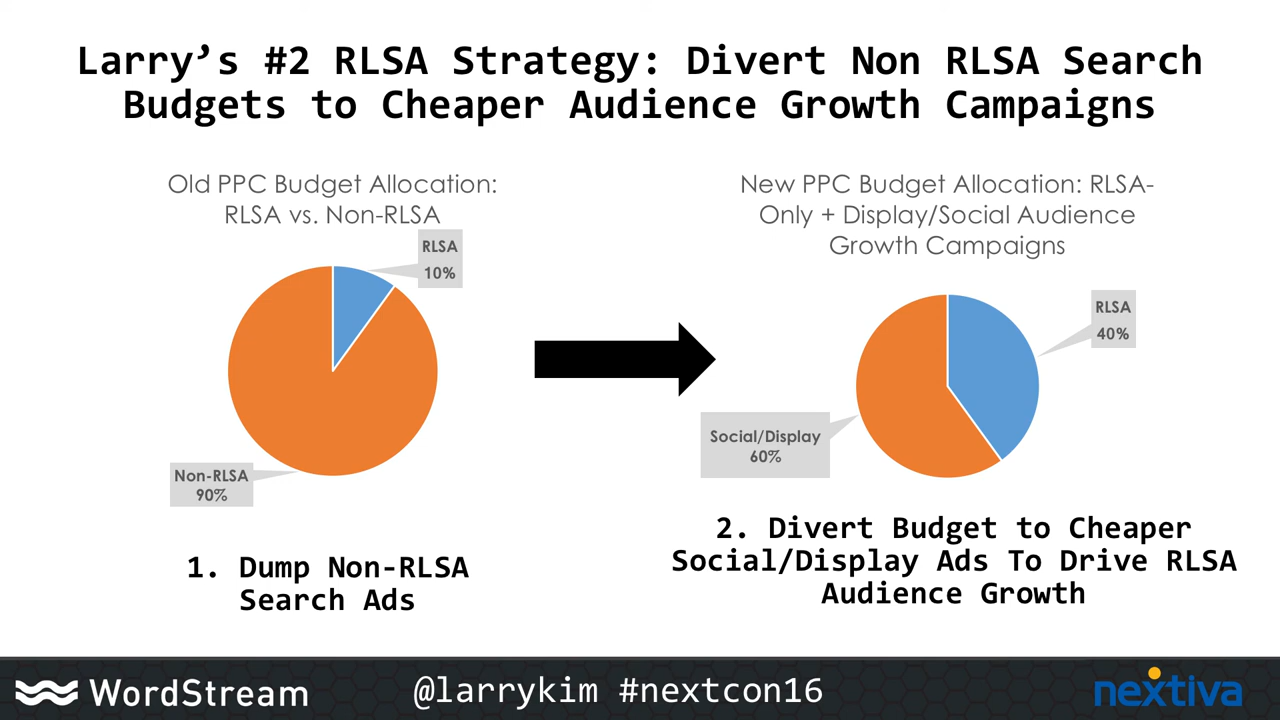 Larry’s #2 RLSA Strategy: Divert Non RLSA Search
Budgets to Cheaper Audience Growth Campaigns
Old PPC Budget Allocation:
RLSA vs. Non-RLSA
RLSA
10%
Non-RLSA
90%
1. Dump Non-RLSA
Search Ads
New PPC Budget Allocation: RLSA-
Only + Display/Social Audience
Growth Campaigns
RLSA
40%
Social/Display
60%
2. Divert Budget to Cheaper
Social/Display Ads To Drive RLSA
Audience Growth
WordStream
@larrykim #nextcon16
nextiva